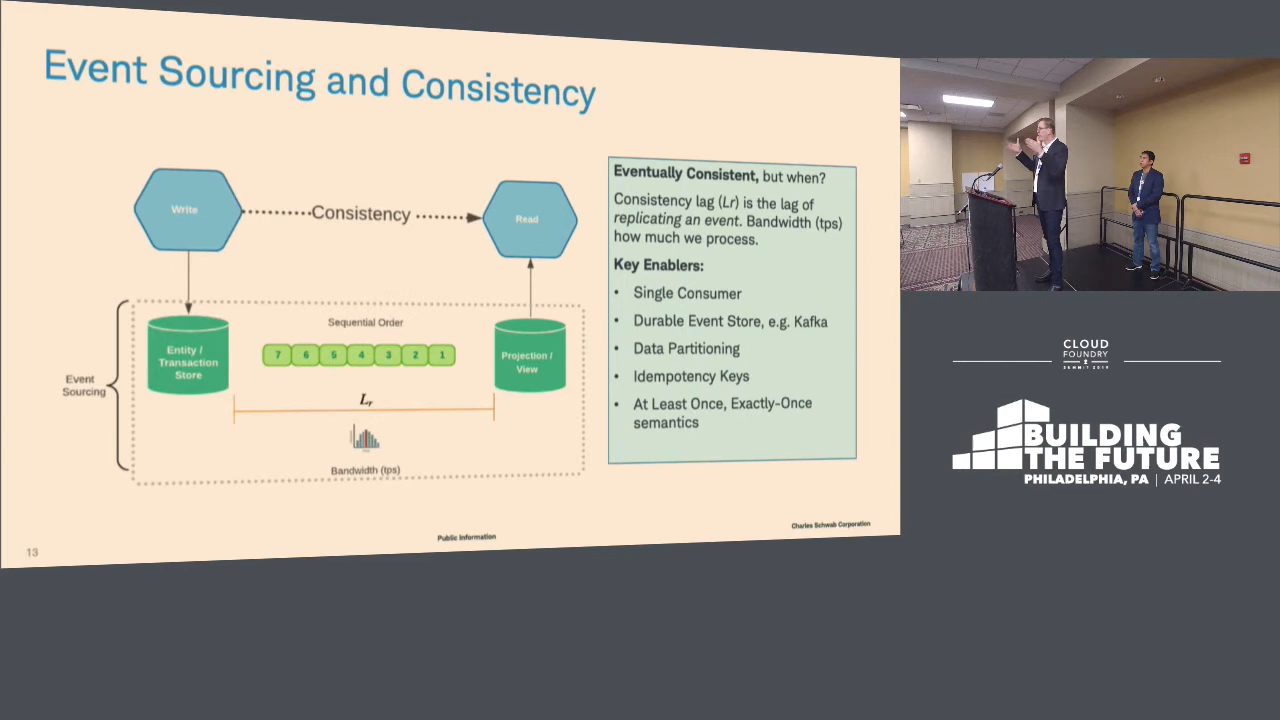 Event Sourcing and Consistency
Write
Consistency
Read
Sequential Order
Entity /
Transaction
Store
7 6 5 4 3 2 1
Projection /
View
Event
Sourcing
Lr
Bandwidth (tps)
Eventually Consistent, but when?
Consistency lag (Lr) is the lag of
replicating an event. Bandwidth (tps)
how much we process.
Key Enablers:
• Single Consumer
• Durable Event Store, e.g. Kafka
• Data Partitioning
• Idempotency Keys
• At Least Once, Exactly-Once
semantics
Charles Schwab Corporation
Public Information
13
CLOUD
FOUNDRY
SUMMIT 2019
BUILDING
THE FUTURE
PHILADELPHIA, PA | APRIL 2-4